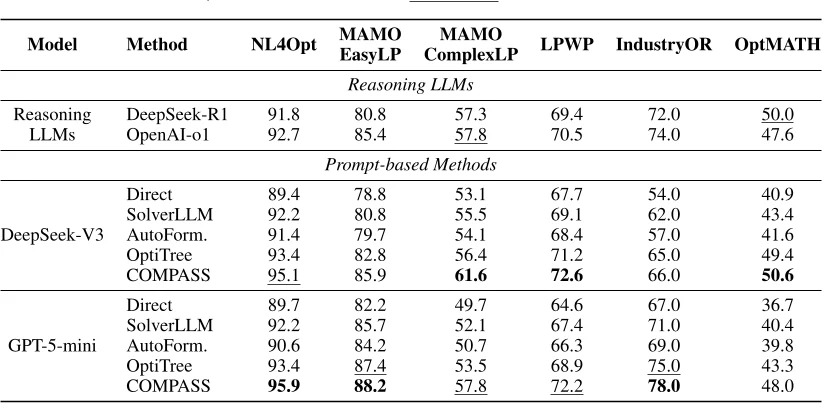 Model Method NL4Opt MAMO EasyLP MAMO ComplexLP LPWP IndustryOR OptMATH
Reasoning LLMs
Reasoning LLMs DeepSeek-R1 91.8 80.8 57.3 69.4 72.0 50.0
OpenAI-o1 92.7 85.4 57.8 70.5 74.0 47.6
Prompt-based Methods
Direct 89.4 78.8 53.1 67.7 54.0 40.9
SolverLLM 92.2 80.8 55.5 69.1 62.0 43.4
DeepSeek-V3 AutoForm. 91.4 79.7 54.1 68.4 57.0 41.6
OptiTree 93.4 82.8 56.4 71.2 65.0 49.4
COMPASS 95.1 85.9 61.6 72.6 66.0 50.6
Direct 89.7 82.2 49.7 64.6 67.0 36.7
SolverLLM 92.2 85.7 52.1 67.4 71.0 40.4
GPT-5-mini AutoForm. 90.6 84.2 50.7 66.3 69.0 39.8
OptiTree 93.4 87.4 53.5 68.9 75.0 43.3
COMPASS 95.9 88.2 57.8 72.2 78.0 48.0